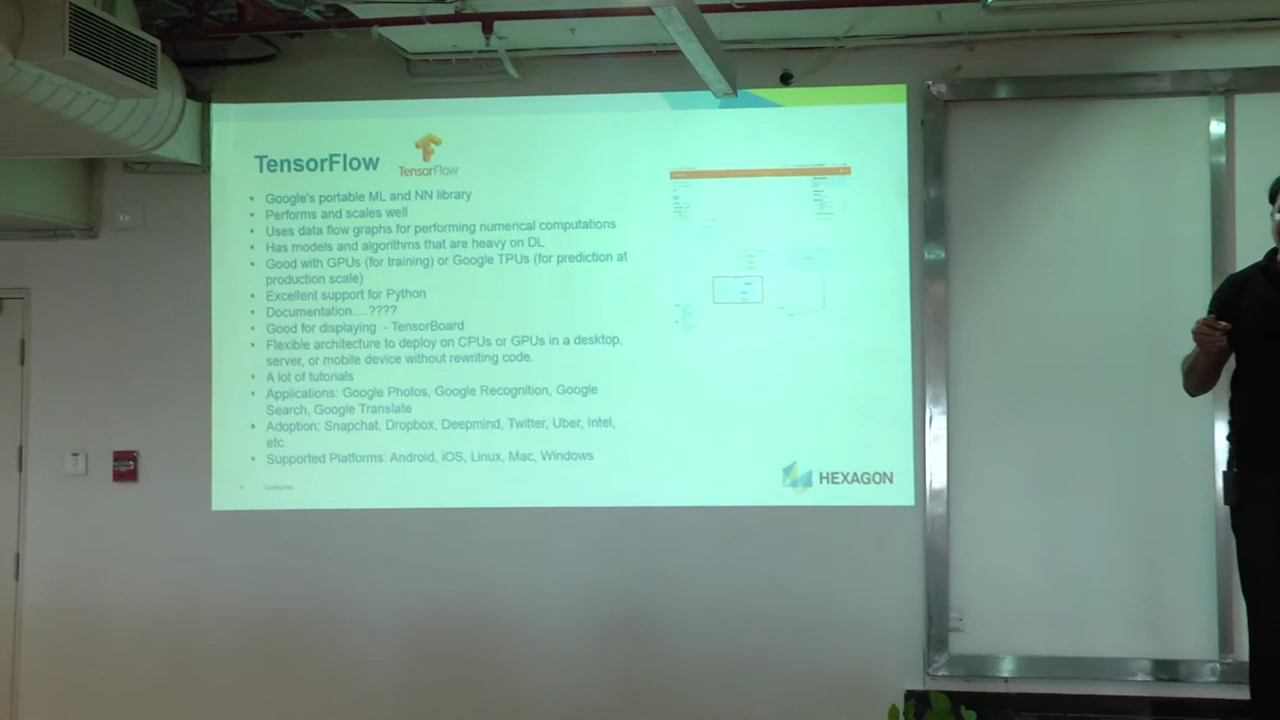 TensorFlow
TensorFlow
• Google's portable ML and NN library
• Performs and scales well
• Uses data flow graphs for performing numerical computations
• Has models and algorithms that are heavy on DL
• Good with GPUs (for training) or Google TPUs (for prediction at
production scale)
• Excellent support for Python
• Documentation....????
• Good for displaying - TensorBoard
• Flexible architecture to deploy on CPUs or GPUs in a desktop,
server, or mobile device without rewriting code.
• A lot of tutorials
• Applications: Google Photos, Google Recognition, Google
Search, Google Translate
• Adoption: Snapchat, Dropbox, Deepmind, Twitter, Uber, Intel,
etc.
• Supported Platforms: Android, iOS, Linux, Mac, Windows
HEXAGON